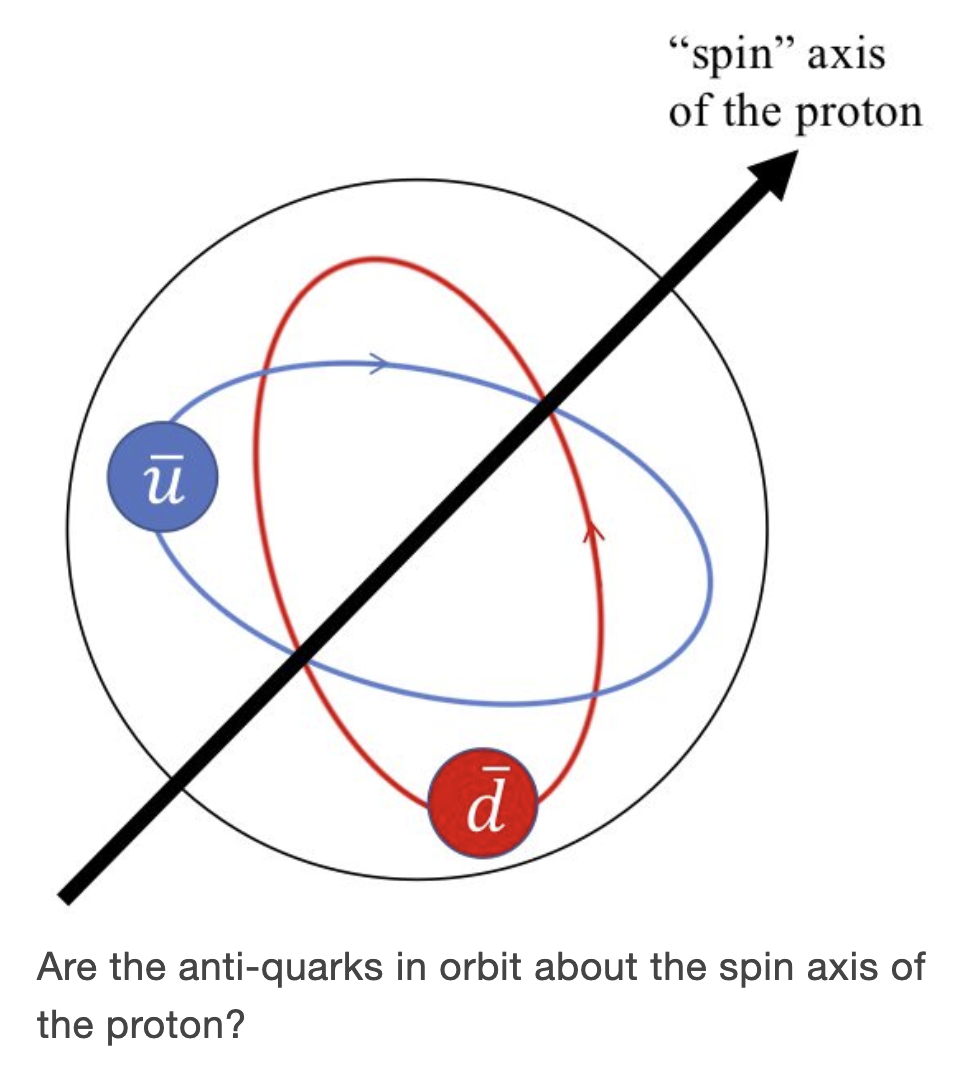 “spin” axis
of the proton
u̅
d̅
Are the anti-quarks in orbit about the spin axis of
the proton?